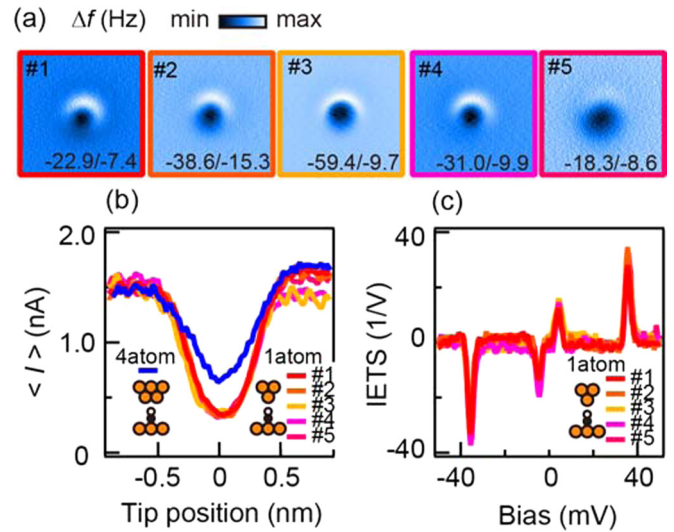 (a) Δf (Hz) min max
#1 #2 #3 #4 #5
-22.9/-7.4 -38.6/-15.3 -59.4/-9.7 -31.0/-9.9 -18.3/-8.6
(b) (c)
2.0
1.0
0
< I > (nA)
4atom 1atom
#1
#2
#3
#4
#5
-0.5 0 0.5
Tip position (nm)
40
0
-40
IETS (1/V)
1atom
#1
#2
#3
#4
#5
-40 -20 0 20 40
Bias (mV)